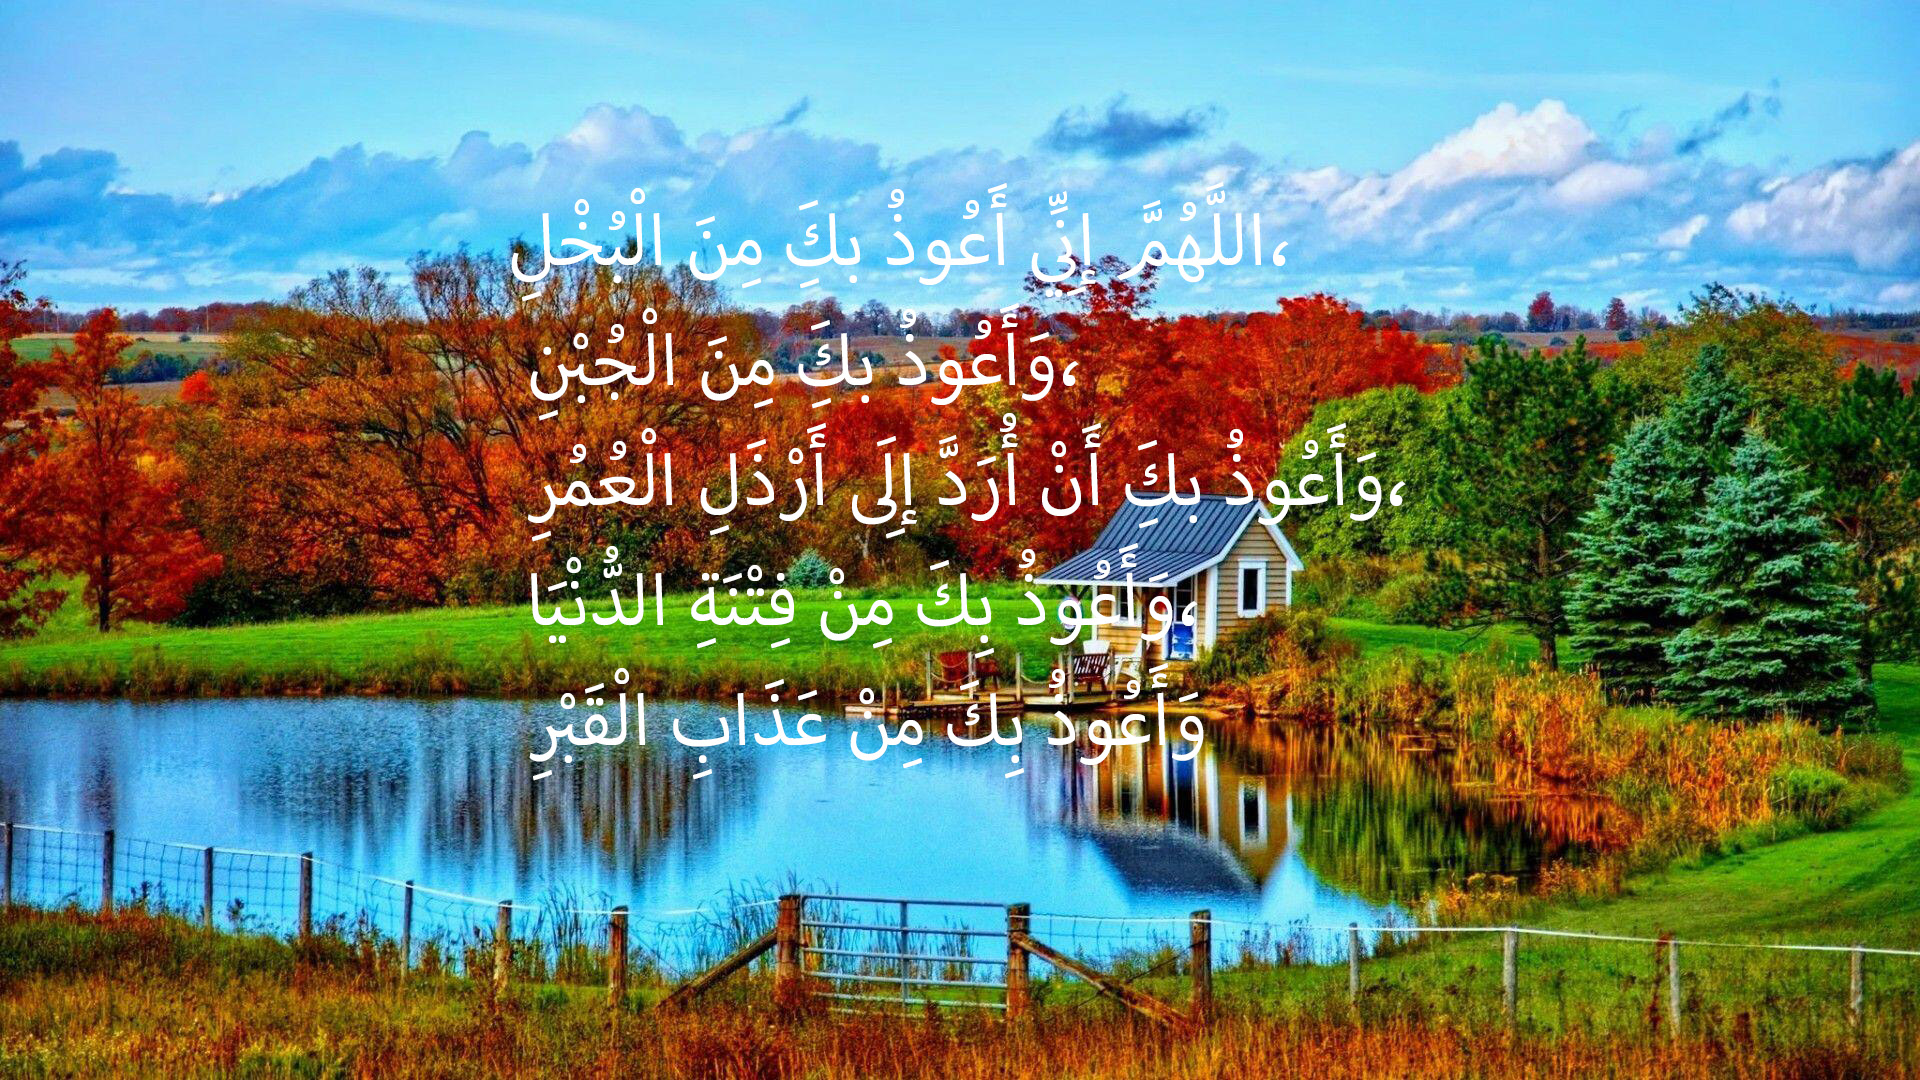 اللَّهُمَّ إِنِّي أَعُوذُ بكَِ مِنَ الْبُخْلِ،
وَأَعُوذُ بكَِ مِنَ الْجُبْنِ،
وَأَعُوذُ بكَِ أَنْ أُرَدَّ إِلَى أَرْذَلِ الْعُمُرِ،
وَأَعُوذُ بِكَ مِنْ فِتْنَةِ الدُّنْيَا،
وَأَعُوذُ بِكَ مِنْ عَذَابِ الْقَبْرِ